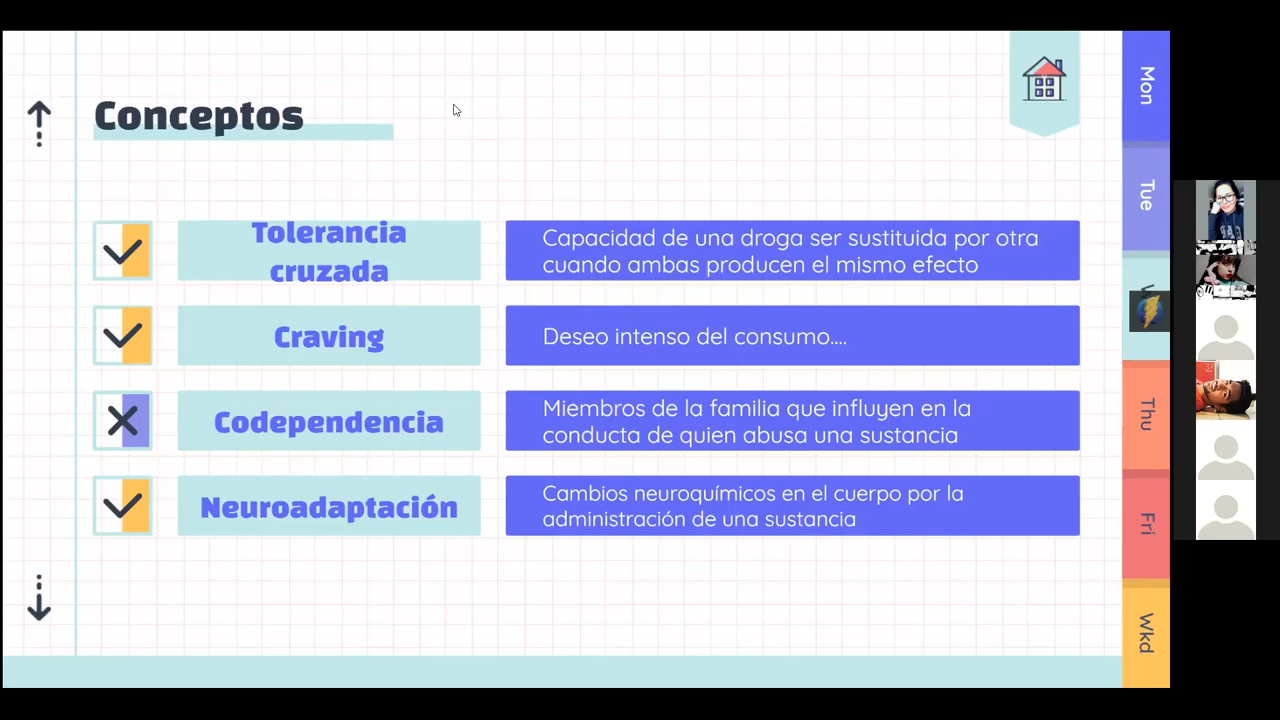 Conceptos
Tolerancia
cruzada
Capacidad de una droga ser sustituida por otra
cuando ambas producen el mismo efecto
Craving
Deseo intenso del consumo....
Codependencia
Miembros de la familia que influyen en la
conducta de quien abusa una sustancia
Neuroadaptación
Cambios neuroquímicos en el cuerpo por la
administración de una sustancia
Mon
Tue
Thu
Fri
Wkd